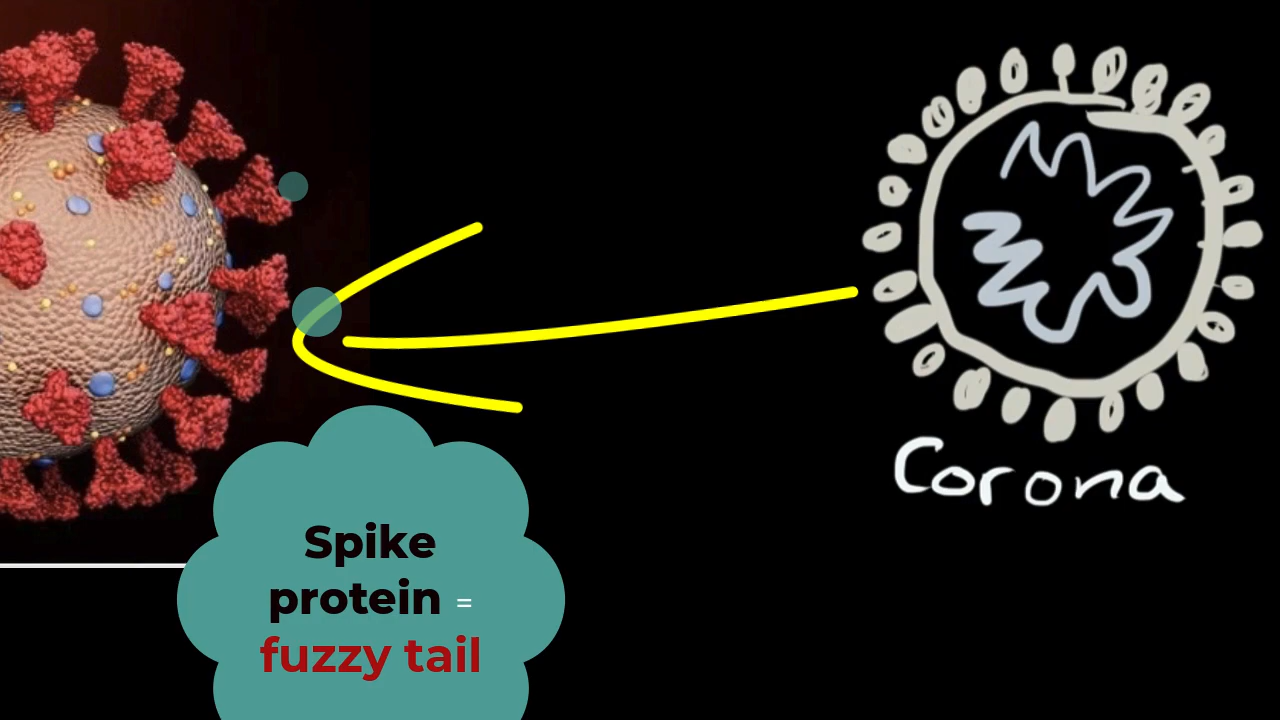 Corona
Spike
protein =
fuzzy tail